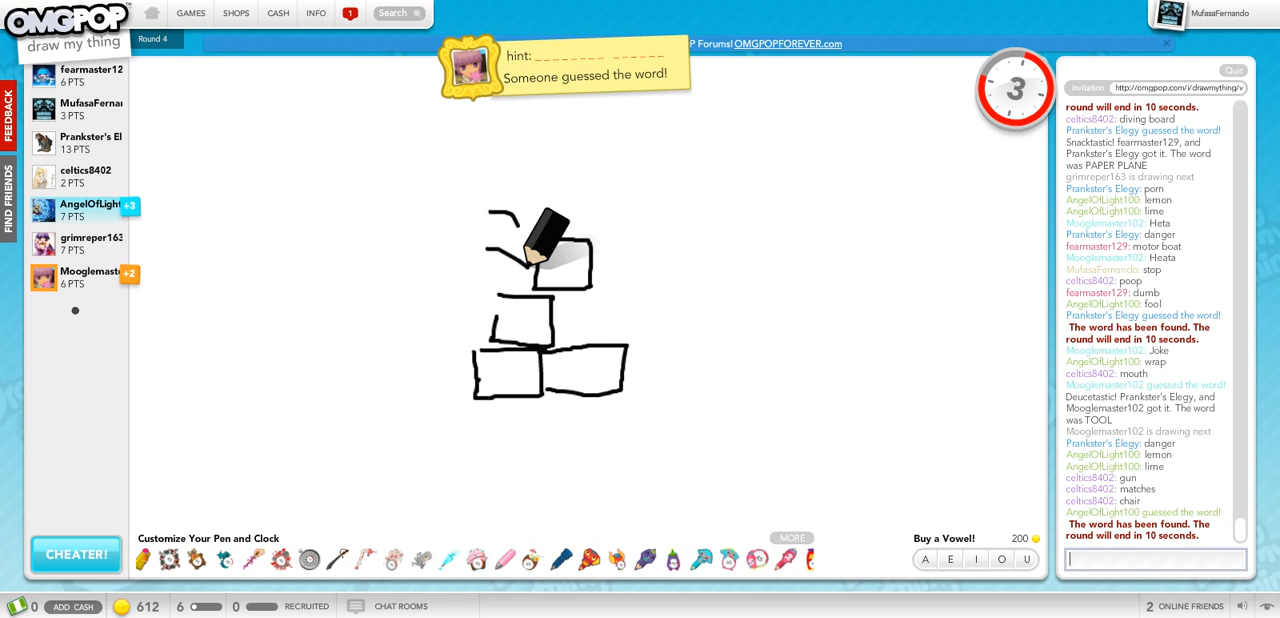 OMGPOP™
draw my thing
GAMES SHOPS CASH INFO 1 Search
MufasaFernando
Round 4
P Forums! OMGPOPFOREVER.com
hint: _ _ _ _ _ _ _ _ _ _ _ _ _ _
Someone guessed the word!
3
FEEDBACK
FIND FRIENDS
fearmaster12
6 PTS
MufasaFernan
3 PTS
Prankster's El
13 PTS
celtics8402
2 PTS
AngelOfLight +3
7 PTS
grimreper163
7 PTS
Mooglemaste +2
6 PTS
CHEATER!
Customize Your Pen and Clock
MORE
Buy a Vowel! 200
A E I O U
Quit
Invitation http://omgpop.com/i/drawmything/v
round will end in 10 seconds.
celtics8402: diving board
Prankster's Elegy guessed the word!
Snacktastic! fearmaster129, and
Prankster's Elegy got it. The word
was PAPER PLANE
grimreper163 is drawing next
Prankster's Elegy: porn
AngelOfLight100: lemon
AngelOfLight100: lime
Mooglemaster102: Heta
Prankster's Elegy: danger
fearmaster129: motor boat
Mooglemaster102: Heata
MufasaFernando: stop
celtics8402: poop
fearmaster129: dumb
AngelOfLight100: fool
Prankster's Elegy guessed the word!
The word has been found. The
round will end in 10 seconds.
Mooglemaster102: Joke
AngelOfLight100: wrap
celtics8402: mouth
Mooglemaster102 guessed the word!
Deucetastic! Prankster's Elegy, and
Mooglemaster102 got it. The word
was TOOL
Mooglemaster102 is drawing next
Prankster's Elegy: danger
AngelOfLight100: lemon
AngelOfLight100: lime
celtics8402: gun
celtics8402: matches
celtics8402: chair
AngelOfLight100 guessed the word!
The word has been found. The
round will end in 10 seconds.
0 ADD CASH 612 6 0 RECRUITED CHAT ROOMS 2 ONLINE FRIENDS